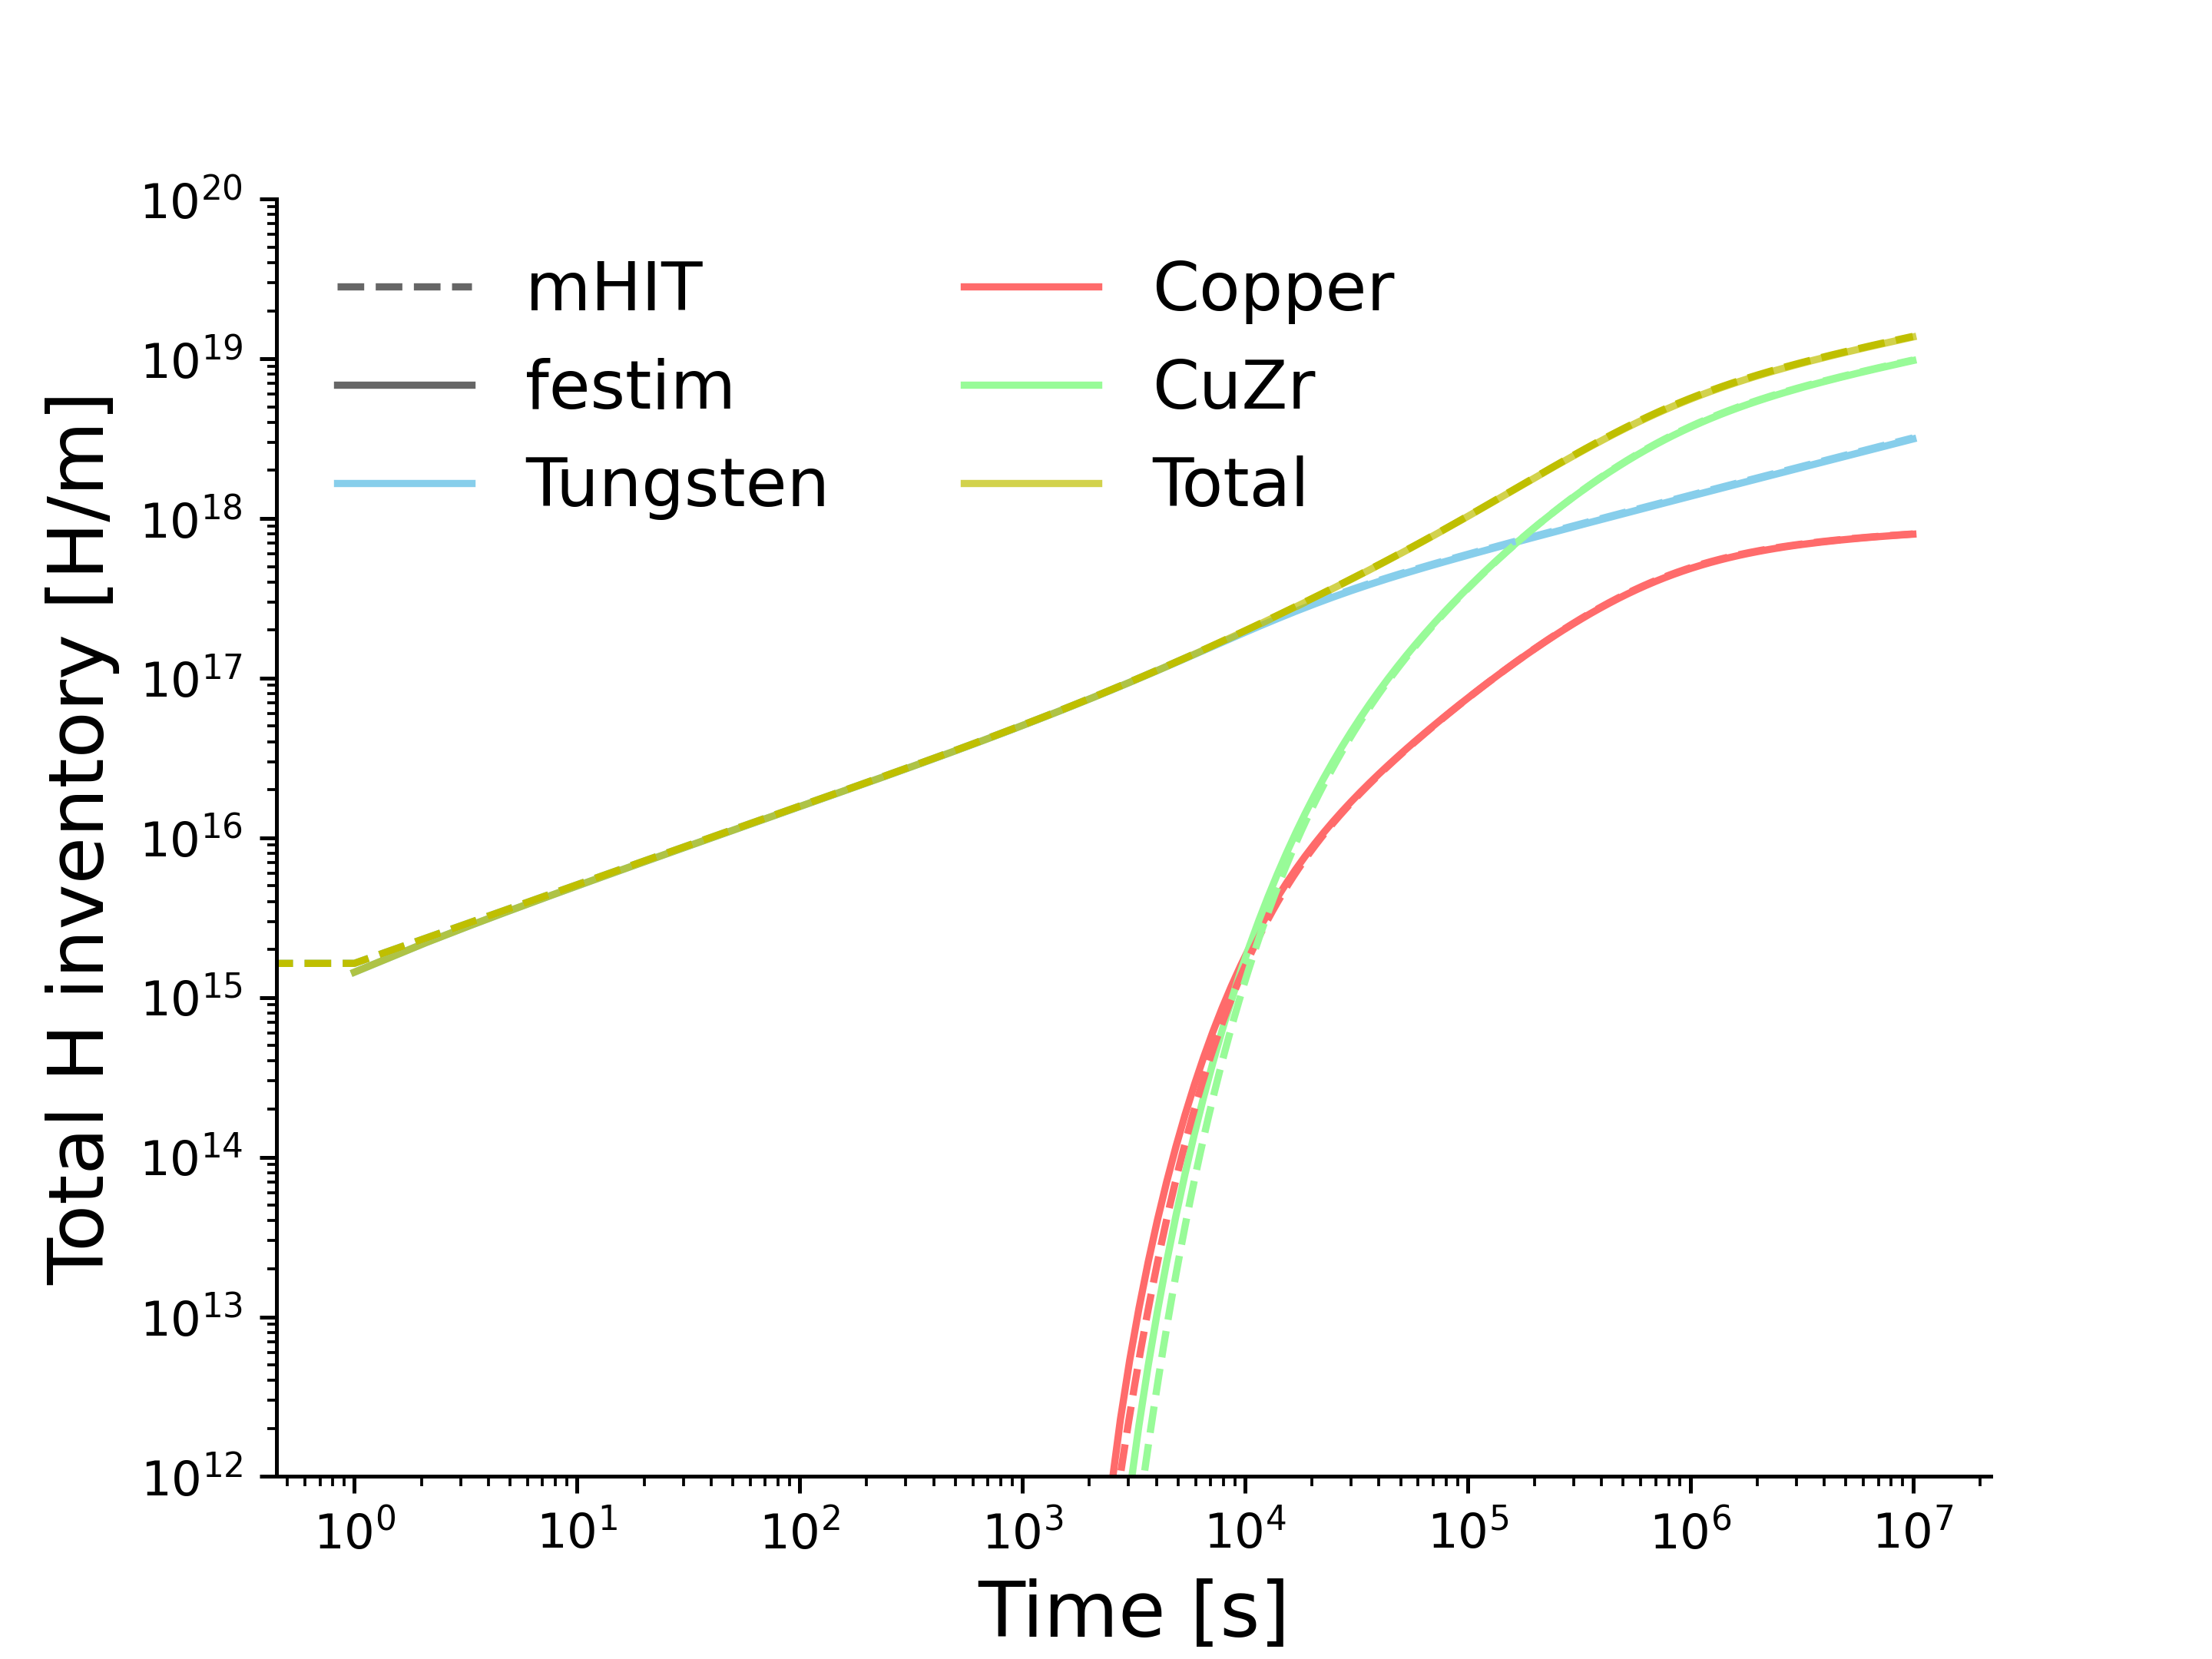 10^20
10^19
10^18
10^17
10^16
10^15
10^14
10^13
10^12
Total H inventory [H/m]
mHIT
festim
Tungsten
Copper
CuZr
Total
10^0 10^1 10^2 10^3 10^4 10^5 10^6 10^7
Time [s]